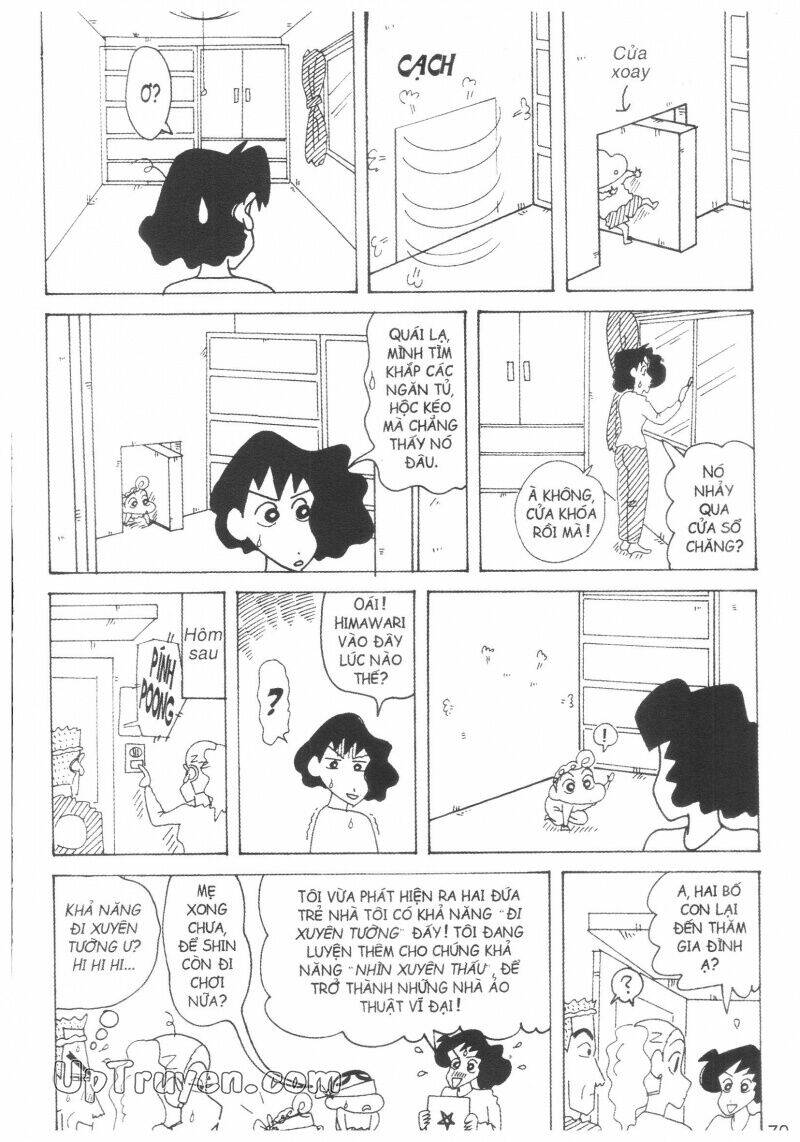 Ơ?
CẠCH
Cửa
xoay
QUÁI LẠ,
MÌNH TÌM
KHẮP CÁC
NGĂN TỦ,
HỘC KÉO
MÀ CHẲNG
THẤY NÓ
ĐÂU.
NÓ
NHẢY
QUA
CỬA SỔ
CHĂNG?
À KHÔNG,
CỬA KHÓA
RỒI MÀ!
Hôm
sau
PÍNH
POONG
OÁI!
HIMAWARI
VÀO ĐÂY
LÚC NÀO
THẾ?
?
!
KHẢ NĂNG
ĐI XUYÊN
TƯỜNG Ư?
HI HI HI...
MẸ
XONG
CHƯA,
ĐỂ SHIN
CÒN ĐI
CHƠI
NỮA?
TÔI VỪA PHÁT HIỆN RA HAI ĐỨA
TRẺ NHÀ TÔI CÓ KHẢ NĂNG "ĐI
XUYÊN TƯỜNG" ĐẤY! TÔI ĐANG
LUYỆN THÊM CHO CHÚNG KHẢ
NĂNG "NHÌN XUYÊN THẤU", ĐỂ
TRỞ THÀNH NHỮNG NHÀ ẢO
THUẬT VĨ ĐẠI!
A, HAI BỐ
CON LẠI
ĐẾN THĂM
GIA ĐÌNH
Ạ?
?
UpTruyen.com